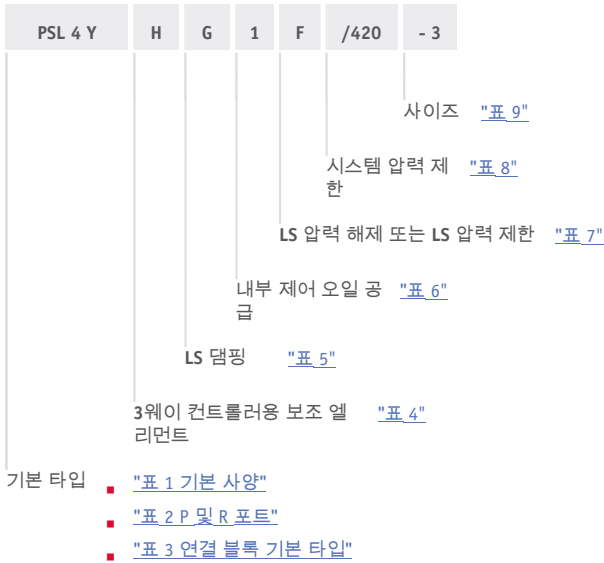 PSL 4 Y H G 1 F /420 - 3
사이즈 "표 9"
시스템 압력 제 "표 8"
한
LS 압력 해제 또는 LS 압력 제한 "표 7"
내부 제어 오일 공 "표 6"
급
LS 댐핑 "표 5"
3웨이 컨트롤러용 보조 엘 "표 4"
리먼트
기본 타입 "표 1 기본 사양"
"표 2 P 및 R 포트"
"표 3 연결 블록 기본 타입"